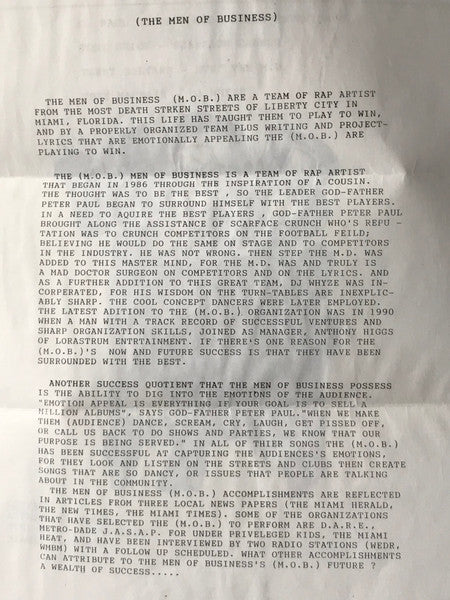 (THE MEN OF BUSINESS)
THE MEN OF BUSINESS (M.O.B.) ARE A TEAM OF RAP ARTIST
FROM THE MOST DEATH STRKEN STREETS OF LIBERTY CITY IN
MIAMI, FLORIDA. THIS LIFE HAS TAUGHT THEM TO PLAY TO WIN,
AND BY A PROPERLY ORGANIZED TEAM PLUS WRITING AND PROJECT-
LYRICS THAT ARE EMOTIONALLY APPEALING THE (M.O.B.) ARE
PLAYING TO WIN.
THE (M.O.B.) MEN OF BUSINESS IS A TEAM OF RAP ARTIST
THAT BEGAN IN 1986 THROUGH THE INSPIRATION OF A COUSIN.
THE THOUGHT WAS TO BE THE BEST , SO THE LEADER GOD-FATHER
PETER PAUL BEGAN TO SURROUND HIMSELF WITH THE BEST PLAYERS.
IN A NEED TO AQUIRE THE BEST PLAYERS , GOD-FATHER PETER PAUL
BROUGHT ALONG THE ASSISTANCE OF SCARFACE CRUNCH WHO'S REPU -
TATION WAS TO CRUNCH COMPETITORS ON THE FOOTBALL FEILD;
BELIEVING HE WOULD DO THE SAME ON STAGE AND TO COMPETITORS
IN THE INDUSTRY. HE WAS NOT WRONG. THEN STEP THE M.D. WAS
ADDED TO THIS MASTER MIND, FOR THE M.D. WAS AND TRULY IS
A MAD DOCTOR SURGEON ON COMPETITORS AND ON THE LYRICS. AND
AS A FURTHER ADDITION TO THIS GREAT TEAM, DJ WHYZE WAS IN-
CORPERATED, FOR HIS WISDOM ON THE TURN-TABLES ARE INEXPLIC-
ABLY SHARP. THE COOL CONCEPT DANCERS WERE LATER EMPLOYED.
THE LATEST ADITION TO THE (M.O.B.) ORGANIZATION WAS IN 1990
WHEN A MAN WITH A TRACK RECORD OF SUCCESSFUL VENTURES AND
SHARP ORGANIZATION SKILLS, JOINED AS MANAGER, ANTHONY HIGGS
OF LORASTRUM ENTRTAINMENT. IF THERE'S ONE REASON FOR THE
(M.O.B.)'S NOW AND FUTURE SUCCESS IS THAT THEY HAVE BEEN
SURROUNDED WITH THE BEST.
ANOTHER SUCCESS QUOTIENT THAT THE MEN OF BUSINESS POSSESS
IS THE ABILITY TO DIG INTO THE EMOTIONS OF THE AUDIENCE.
"EMOTION APPEAL IS EVERYTHING IF YOUR GOAL IS TO SELL A
MILLION ALBUMS", SAYS GOD-FATHER PETER PAUL."WHEN WE MAKE
THEM (AUDIENCE) DANCE, SCREAM, CRY, LAUGH, GET PISSED OFF,
OR CALL US BACK TO DO SHOWS AND PARTIES, WE KNOW THAT OUR
PURPOSE IS BEING SERVED." IN ALL OF THIER SONGS THE (M.O.B.)
HAS BEEN SUCCESSFUL AT CAPTURING THE AUDIENCES'S EMOTIONS,
FOR THEY LOOK AND LISTEN ON THE STREETS AND CLUBS THEN CREATE
SONGS THAT ARE SO DANCY, OR ISSUES THAT PEOPLE ARE TALKING
ABOUT IN THE COMMUNITY.
THE MEN OF BUSINESS (M.O.B.) ACCOMPLISHMENTS ARE REFLECTED
IN ARTICLES FROM THREE LOCAL NEWS PAPERS (THE MIAMI HERALD,
THE NEW TIMES, THE MIAMI TIMES). SOME OF THE ORGANIZATIONS
THAT HAVE SELECTED THE (M.O.B.) TO PERFORM ARE D.A.R.E.,
METRO-DADE J.A.S.A.P. FOR UNDER PRIVELEGED KIDS, THE MIAMI
HEAT, AND HAVE BEEN INTERVIEWED BY TWO RADIO STATIONS (WEDR,
WMBM) WITH A FOLLOW UP SCHEDULED. WHAT OTHER ACCOMPLISHMENTS
CAN ATTRIBUTE TO THE MEN OF BUSINESS'S (M.O.B.) FUTURE ?
A WEALTH OF SUCCESS.....